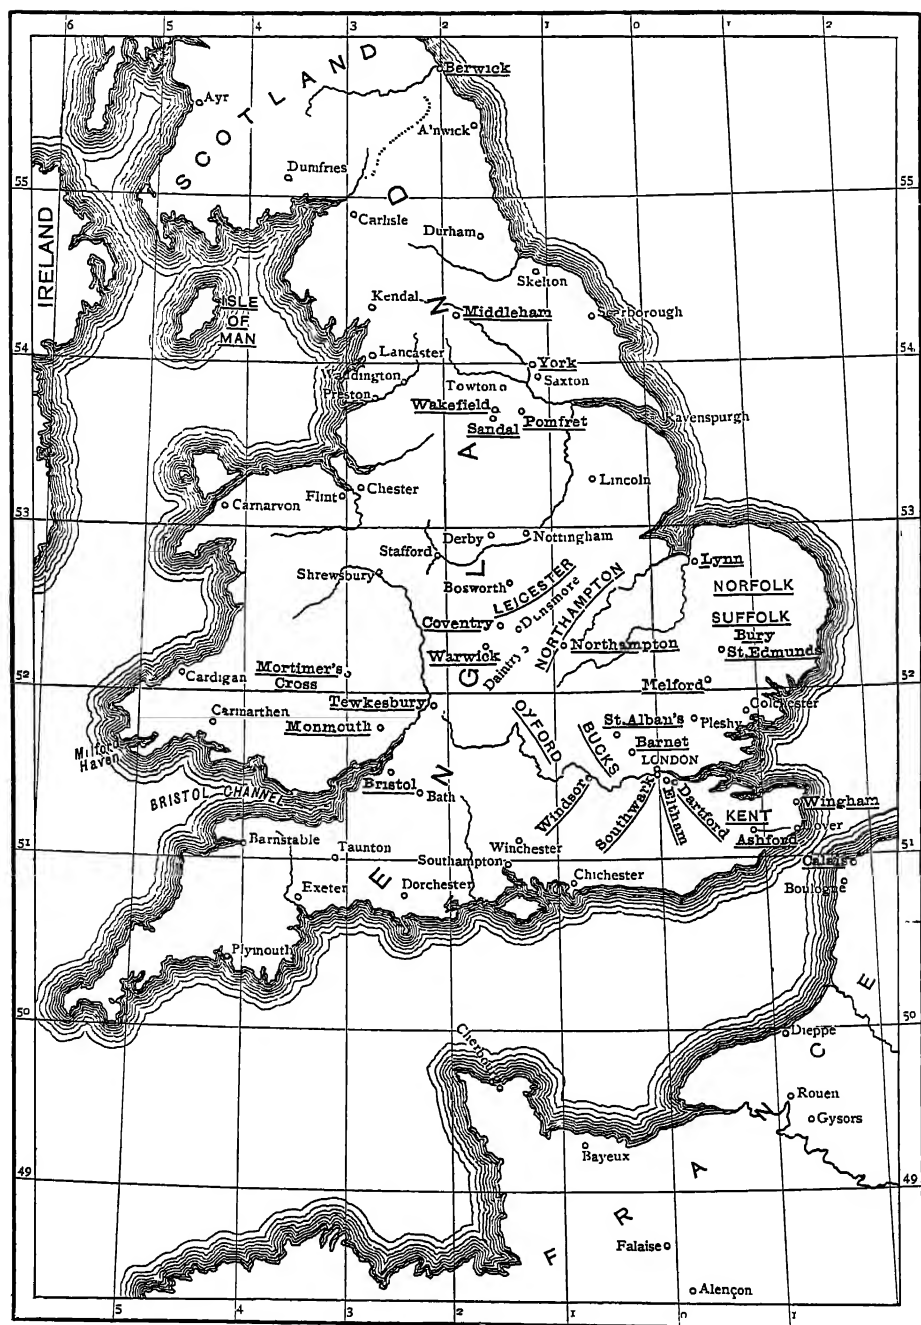 6 5 4 3 2 1 0 1 2
SCOTLAND
Berwick
Ayr
A'nwick
Dumfries
55
55
IRELAND
Carlisle
Durham
Skelton
ISLE
OF
MAN
Kendal
Middleham
Scarborough
54
54
Lancaster
York
Waddington
Towton
Saxton
Preston
Wakefield
Sandal
Pomfret
Ravenspurgh
Lincoln
Chester
Flint
Carnarvon
53
53
Derby
Nottingham
Stafford
Shrewsbury
Bosworth
LEICESTER
Dunsmore
NORTHAMPTON
Lynn
NORFOLK
SUFFOLK
Coventry
Warwick
Daintry
Northampton
Bury
St. Edmunds
Mortimer's
Cross
Cardigan
52
52
Melford
Tewkesbury
Carmarthen
Monmouth
OXFORD
BUCKS
St. Alban's
Pleshy
Colchester
Barnet
LONDON
Milford
Haven
BRISTOL CHANNEL
Bristol
Bath
Windsor
Southwark
Eltham
Dartford
KENT
Wingham
Ashford
Dover
Barnstable
Taunton
Winchester
Southampton
51
51
Calais
Boulogne
Exeter
Dorchester
Chichester
Plymouth
ENGLAND
50
50
Dieppe
Rouen
Gysors
Bayeux
49
49
FRANCE
Falaise
Alençon
5 4 3 2 1 0 1